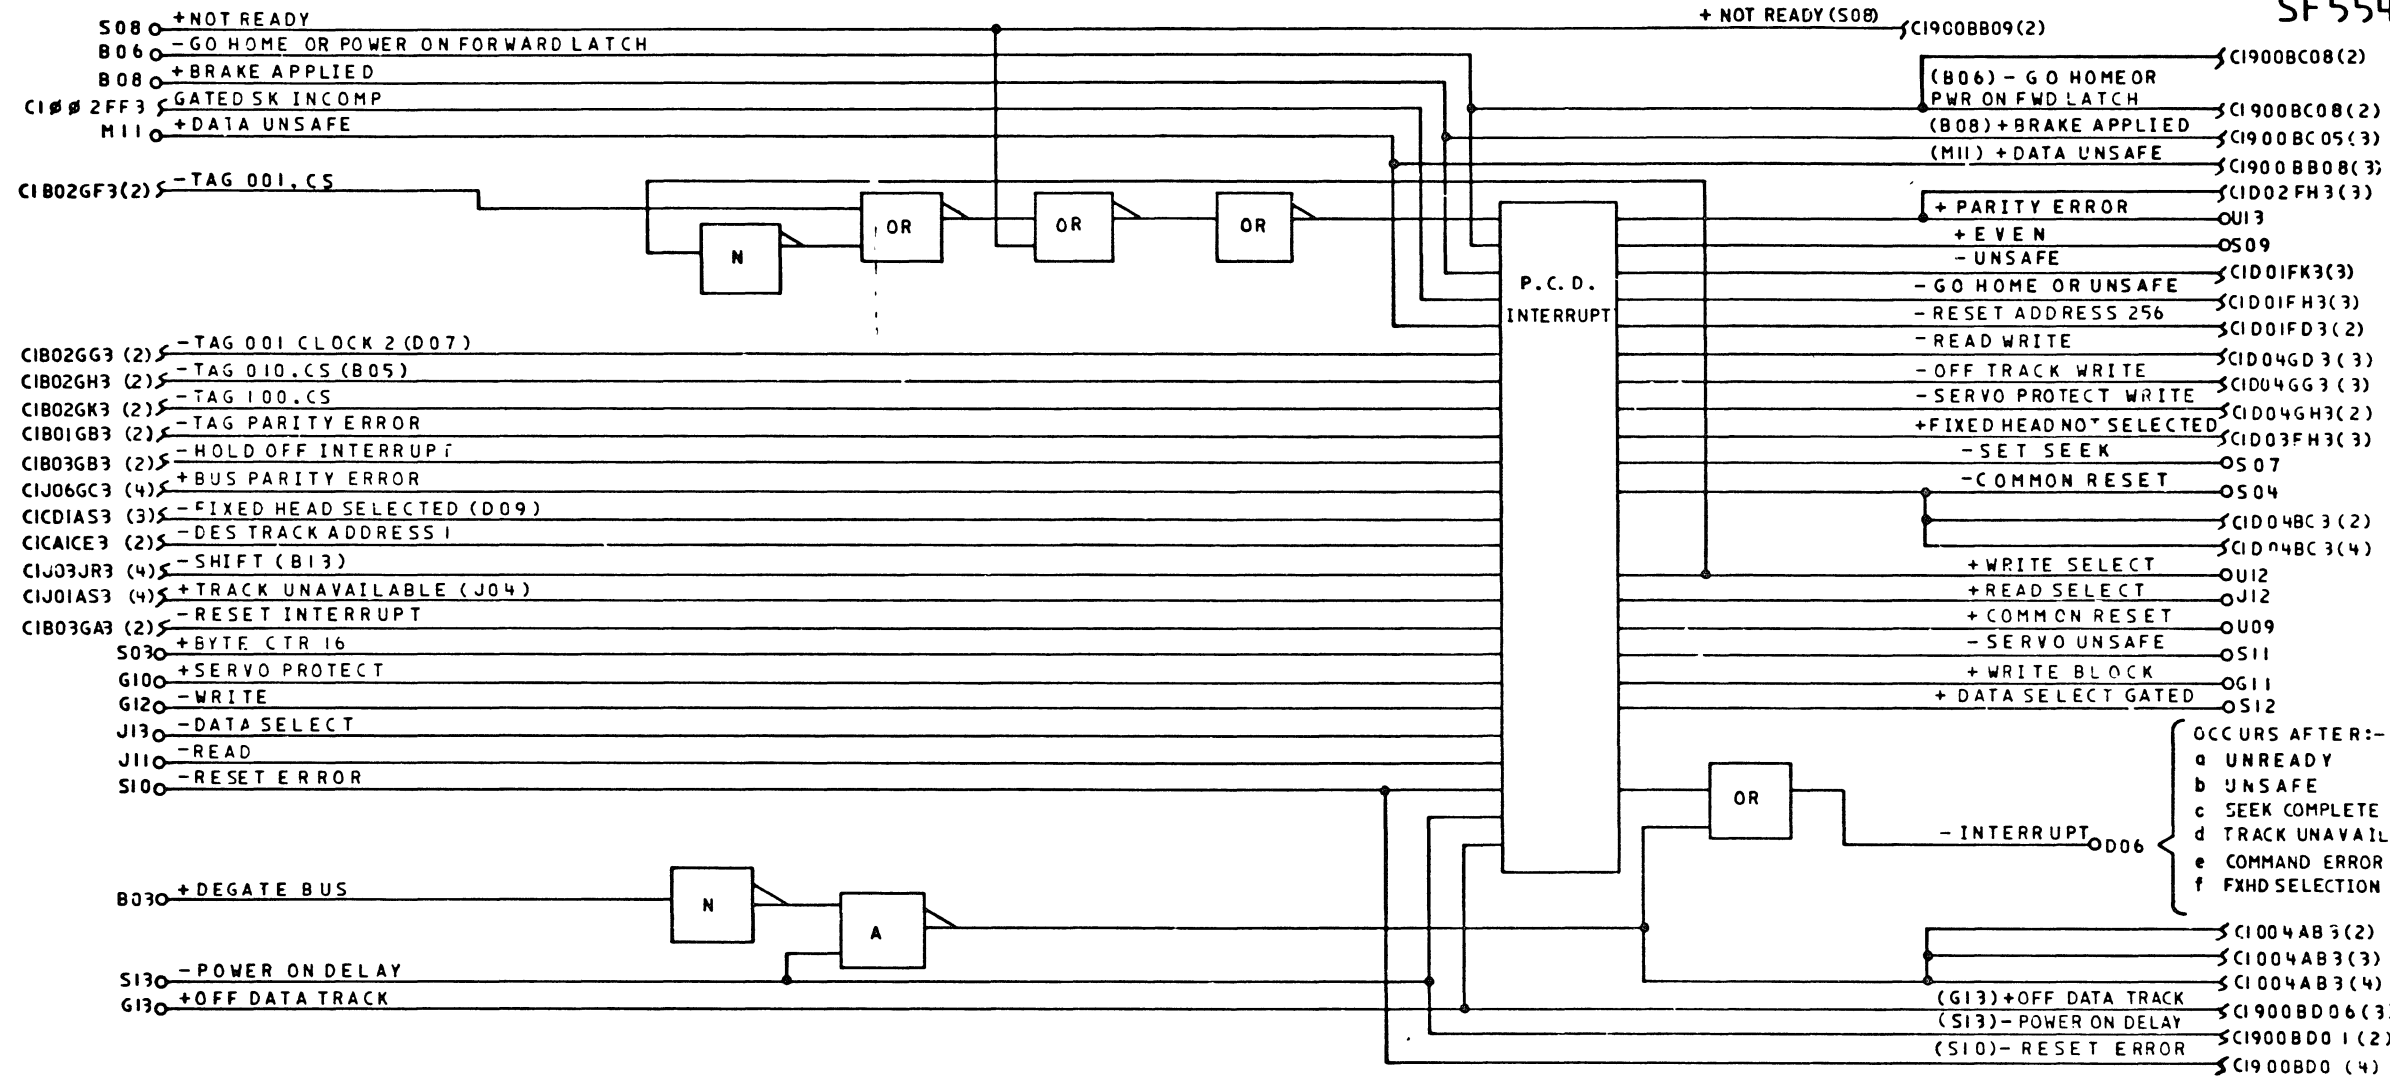 SF554
S08 +NOT READY
+ NOT READY (S08) C1900BB09(2)
B06 -GO HOME OR POWER ON FORWARD LATCH
C1900BC08(2)
B08 +BRAKE APPLIED
(B06) - GO HOME OR
PWR ON FWD LATCH C1900BC08(2)
C1ØØ2FF3 GATED SK INCOMP
M11 +DATA UNSAFE
(B08)+BRAKE APPLIED C1900BC05(3)
(M11) +DATA UNSAFE C1900BB08(3)
C1B02GF3(2) -TAG 001. CS
C1D02FH3(3)
+ PARITY ERROR U13
+ EVEN S09
- UNSAFE C1D01FK3(3)
- GO HOME OR UNSAFE C1D01FH3(3)
- RESET ADDRESS 256 C1D01FD3(2)
- READ WRITE C1D04GD3(3)
- OFF TRACK WRITE C1D04GG3(3)
- SERVO PROTECT WRITE C1D04GH3(2)
+FIXED HEAD NOT SELECTED C1D03FH3(3)
-SET SEEK S07
-COMMON RESET S04
C1D04BC3(2)
C1D04BC3(4)
+WRITE SELECT U12
+READ SELECT J12
+ COMMON RESET U09
- SERVO UNSAFE S11
+ WRITE BLOCK G11
+ DATA SELECT GATED S12
N
OR
OR
OR
P.C.D.
INTERRUPT
C1B02GG3 (2) -TAG 001 CLOCK 2 (D07)
C1B02GH3 (2) -TAG 010.CS (B05)
C1B02GK3 (2) -TAG 100.CS
C1B01GB3 (2) -TAG PARITY ERROR
C1B03GB3 (2) -HOLD OFF INTERRUPT
C1J06GC3 (4) +BUS PARITY ERROR
C1CD1AS3 (3) -FIXED HEAD SELECTED (D09)
C1CA1CE3 (2) -DES TRACK ADDRESS 1
C1J03JR3 (4) -SHIFT (B13)
C1J01AS3 (4) +TRACK UNAVAILABLE (J04)
C1B03GA3 (2) -RESET INTERRUPT
S03 +BYTE CTR 16
G10 +SERVO PROTECT
G12 -WRITE
J13 -DATA SELECT
J11 -READ
S10 -RESET ERROR
OR
- INTERRUPT D06
OCCURS AFTER:-
a UNREADY
b UNSAFE
c SEEK COMPLETE
d TRACK UNAVAIL
e COMMAND ERROR
f FXHD SELECTION
B03 +DEGATE BUS
N
A
S13 -POWER ON DELAY
G13 +OFF DATA TRACK
C1004AB3(2)
C1004AB3(3)
C1004AB3(4)
(G13)+OFF DATA TRACK C1900BD06(3)
(S13)-POWER ON DELAY C1900BD01(2)
(S10)- RESET ERROR C1900BD0 (4)